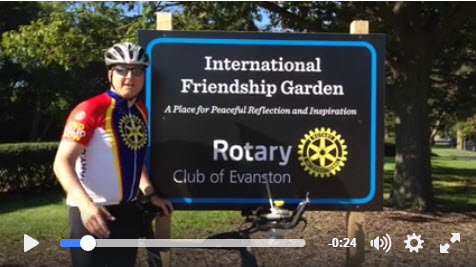 International
Friendship Garden
A Place for Peaceful Reflection and Inspiration
Rotary
Club of Evanston
-0:24